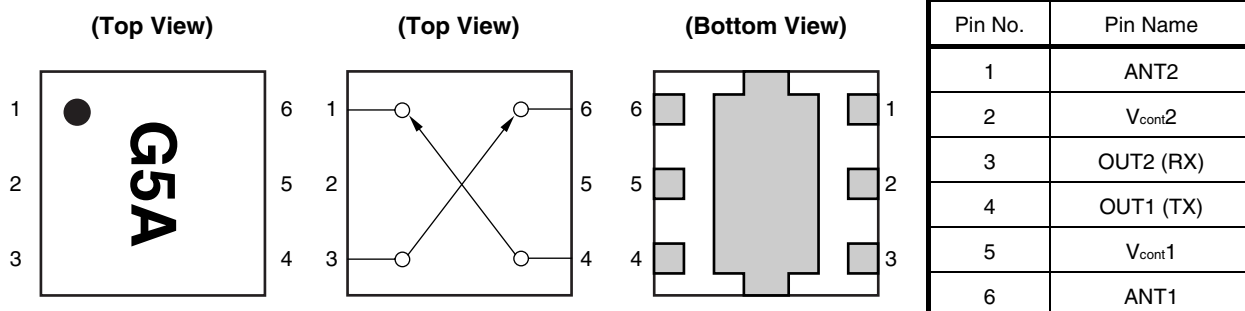 (Top View) (Top View) (Bottom View)
1 6 1 6 6 1
2 5 2 5 5 2
3 4 3 4 4 3
G5A
Pin No. Pin Name
1 ANT2
2 Vcont2
3 OUT2 (RX)
4 OUT1 (TX)
5 Vcont1
6 ANT1